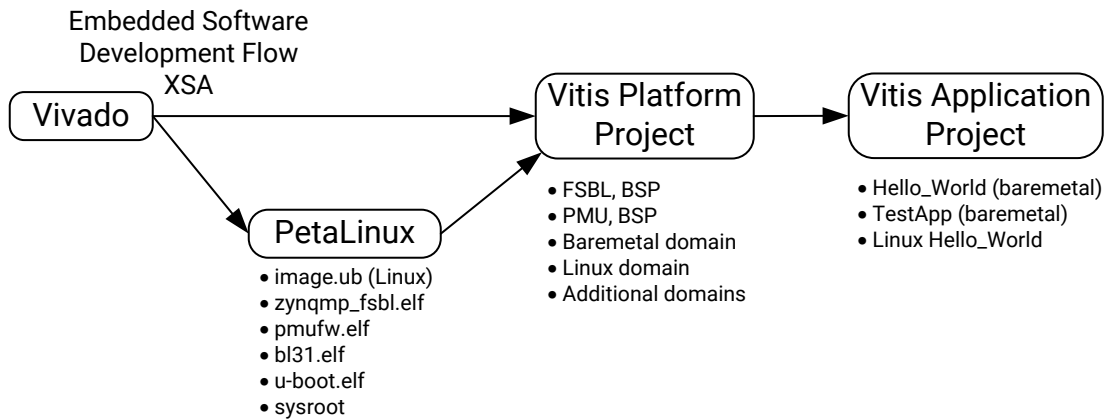 Embedded Software
Development Flow
XSA
Vivado
Vitis Platform
Project
Vitis Application
Project
• FSBL, BSP
• PMU, BSP
• Baremetal domain
• Linux domain
• Additional domains
• Hello_World (baremetal)
• TestApp (baremetal)
• Linux Hello_World
PetaLinux
• image.ub (Linux)
• zynqmp_fsbl.elf
• pmufw.elf
• bl31.elf
• u-boot.elf
• sysroot